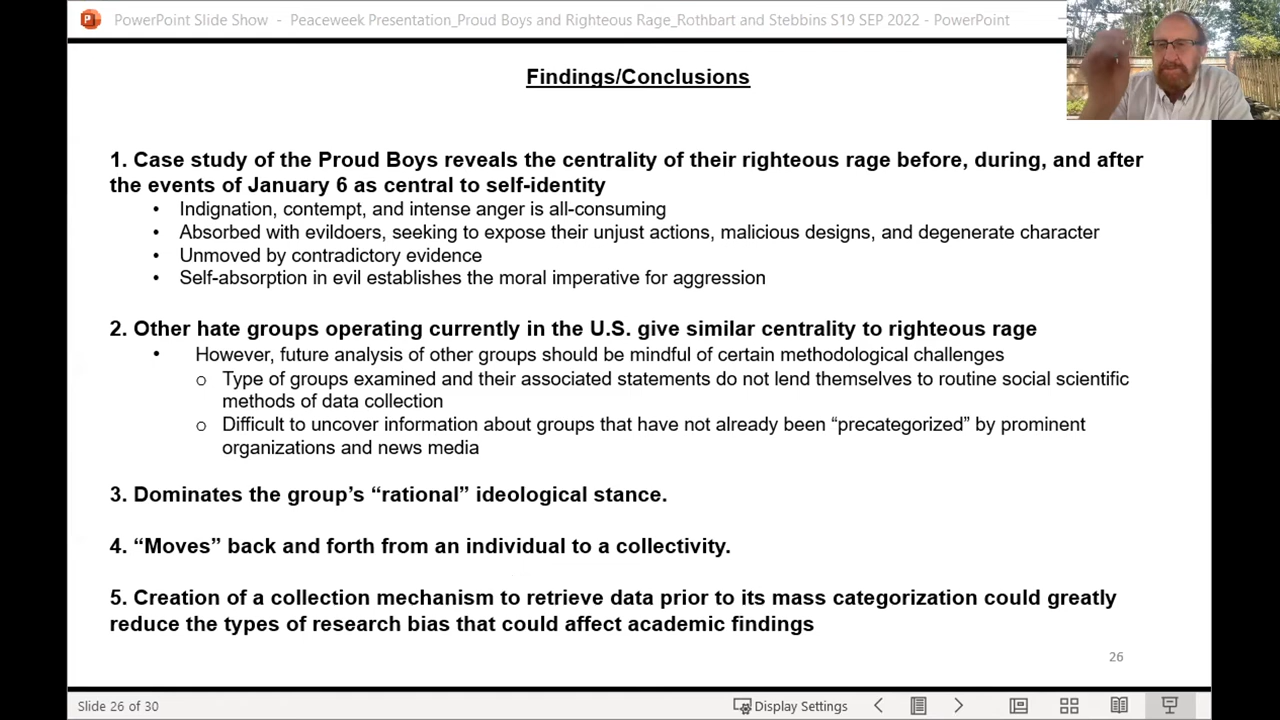 PowerPoint Slide Show - Peaceweek Presentation_Proud Boys and Righteous Rage_Rothbart and Stebbins S19 SEP 2022 - PowerPoint
Findings/Conclusions
1. Case study of the Proud Boys reveals the centrality of their righteous rage before, during, and after
the events of January 6 as central to self-identity
• Indignation, contempt, and intense anger is all-consuming
• Absorbed with evildoers, seeking to expose their unjust actions, malicious designs, and degenerate character
• Unmoved by contradictory evidence
• Self-absorption in evil establishes the moral imperative for aggression
2. Other hate groups operating currently in the U.S. give similar centrality to righteous rage
• However, future analysis of other groups should be mindful of certain methodological challenges
o Type of groups examined and their associated statements do not lend themselves to routine social scientific
methods of data collection
o Difficult to uncover information about groups that have not already been “precategorized” by prominent
organizations and news media
3. Dominates the group’s “rational” ideological stance.
4. “Moves” back and forth from an individual to a collectivity.
5. Creation of a collection mechanism to retrieve data prior to its mass categorization could greatly
reduce the types of research bias that could affect academic findings
26
Slide 26 of 30
Display Settings